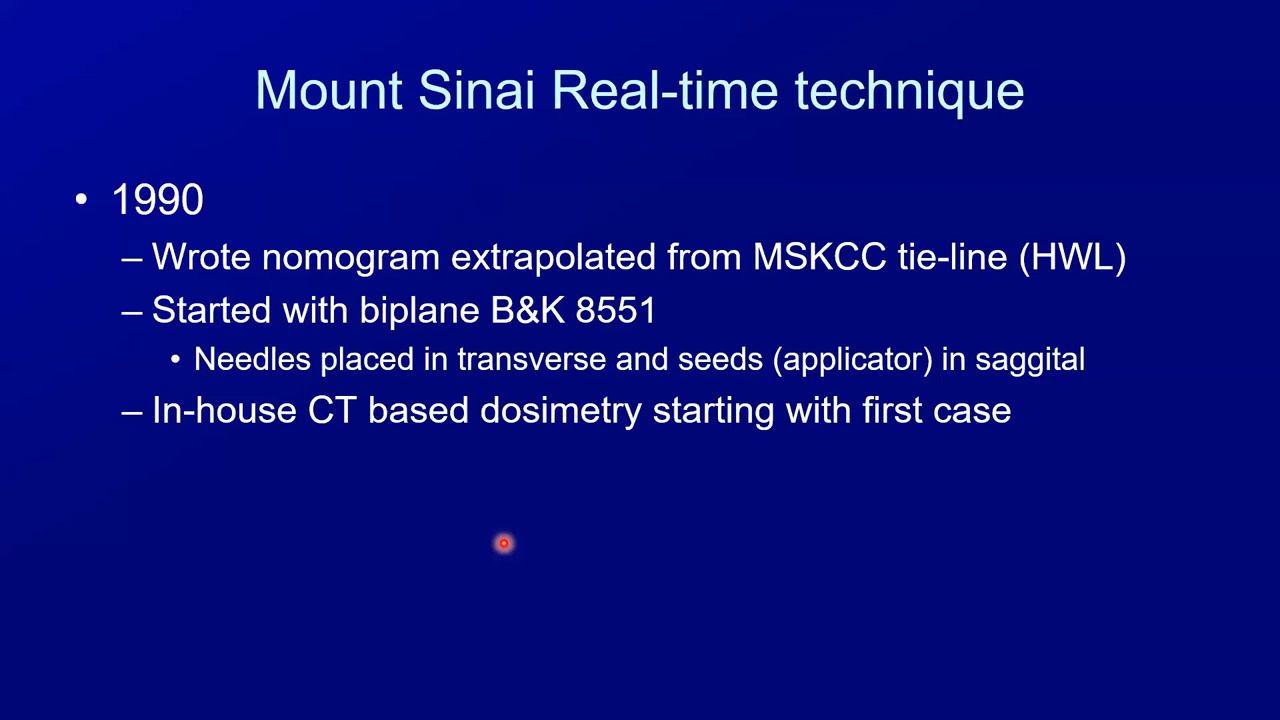 Mount Sinai Real-time technique
• 1990
– Wrote nomogram extrapolated from MSKCC tie-line (HWL)
– Started with biplane B&K 8551
• Needles placed in transverse and seeds (applicator) in saggital
– In-house CT based dosimetry starting with first case